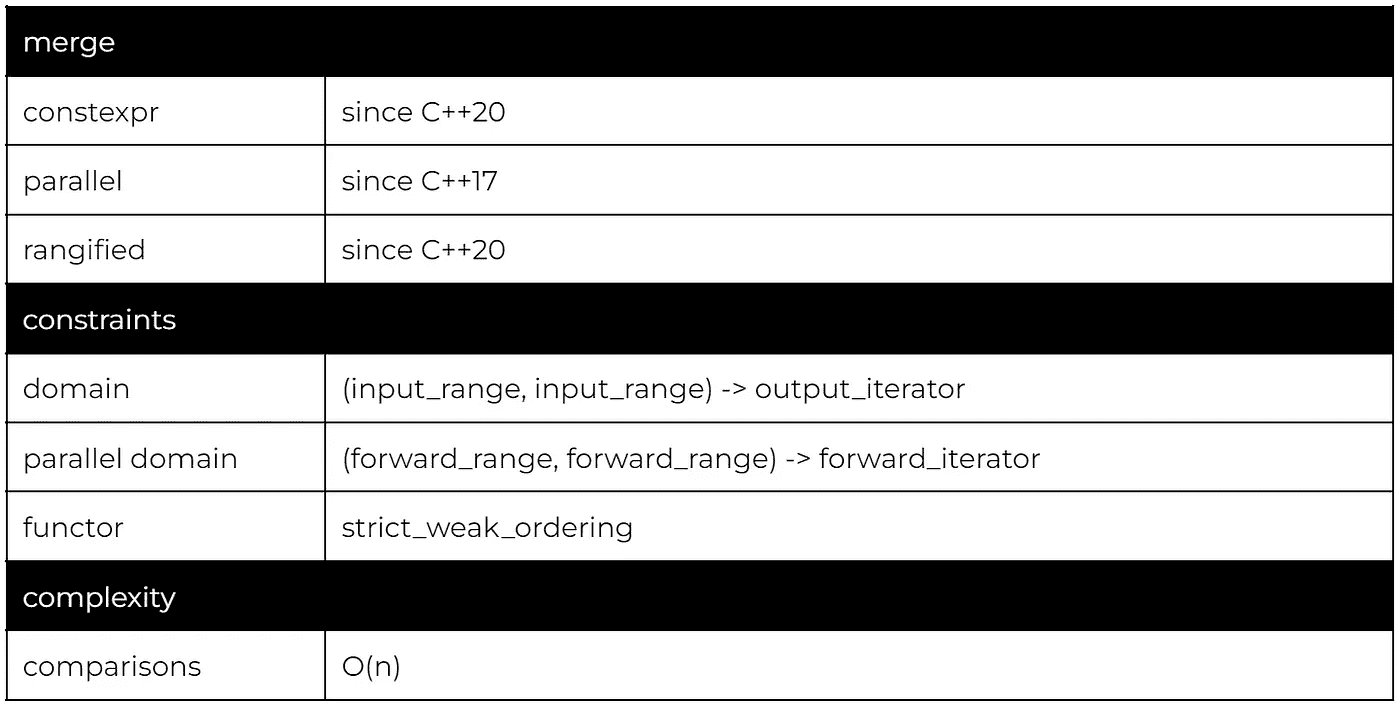 merge
constexpr since C++20
parallel since C++17
rangified since C++20
constraints
domain (input_range, input_range) -> output_iterator
parallel domain (forward_range, forward_range) -> forward_iterator
functor strict_weak_ordering
complexity
comparisons O(n)